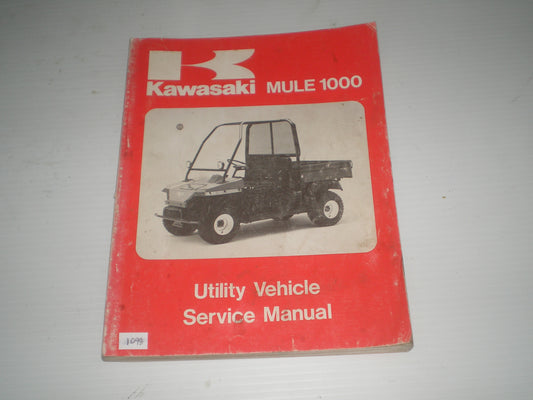 Kawasaki MULE 1000
Utility Vehicle
Service Manual